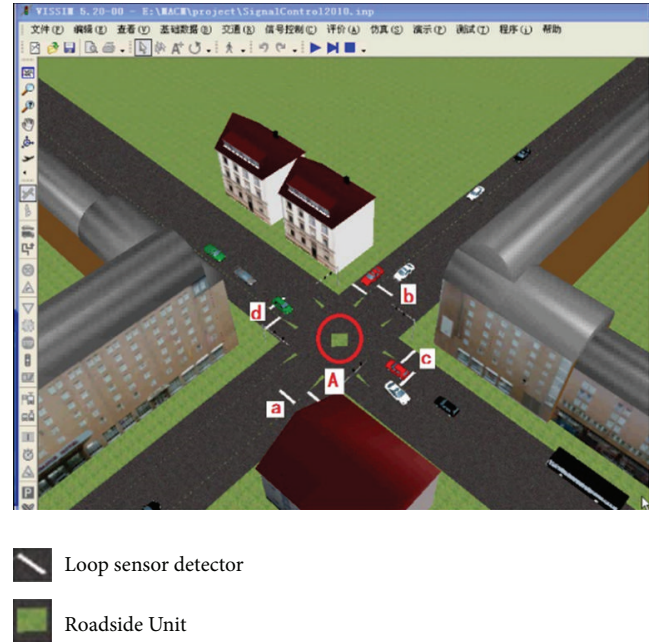 VISSIM 5.20-00 - E:\MACM\project\SignalControl2010.inp
文件(F) 编辑(E) 查看(V) 基础数据(B) 交通(R) 信号控制(C) 评价(A) 仿真(S) 演示(P) 测试(T) 程序(L) 帮助
b
d
c
A
a
Loop sensor detector
Roadside Unit